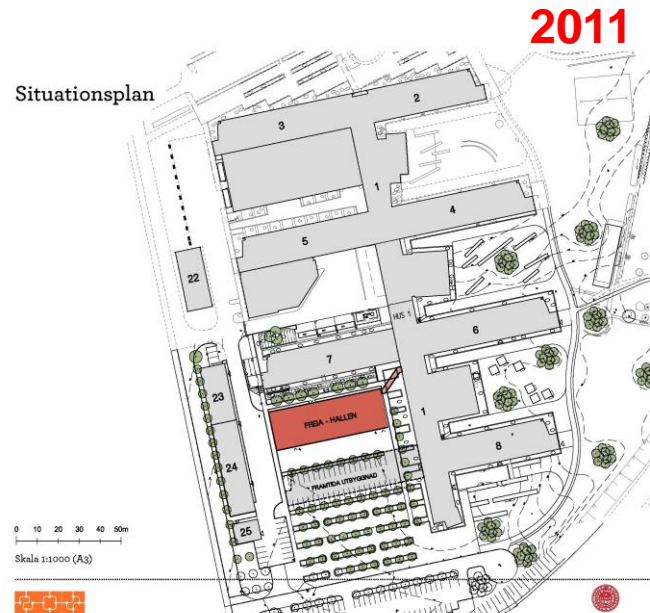 2011
Situationsplan
2
3
1
4
5
22
HUS 1
6
7
23
FREIA - HALLEN
1
8
24
FRAMTIDA UTBYGGNAD
25
0 10 20 30 40 50m
Skala 1:1000 (A3)